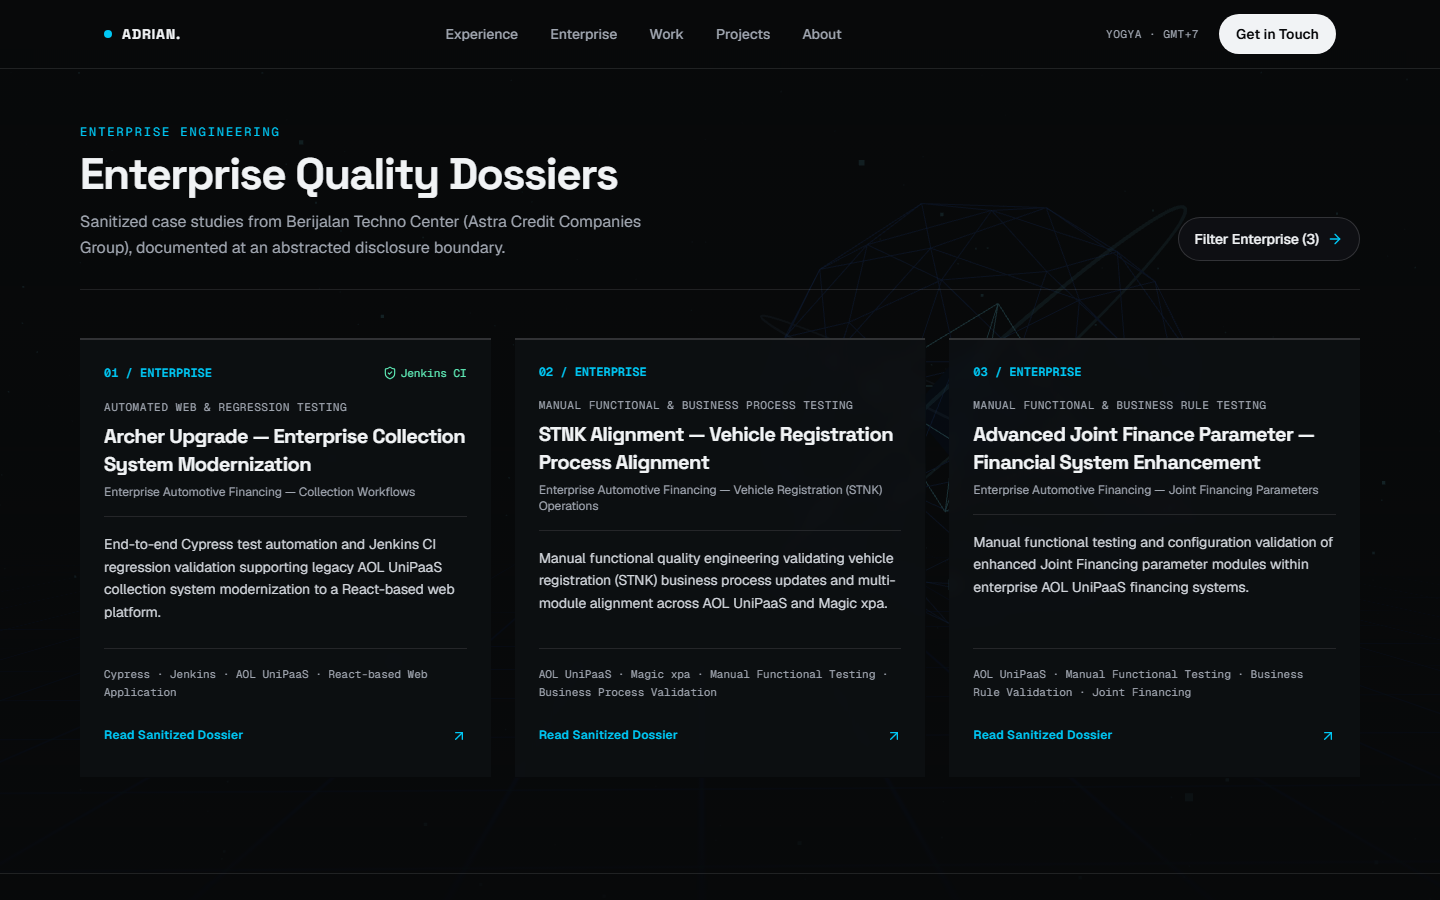 ADRIAN.
Experience
Enterprise
Work
Projects
About
YOGYA · GMT+7
Get in Touch
ENTERPRISE ENGINEERING
Enterprise Quality Dossiers
Sanitized case studies from Berijalan Techno Center (Astra Credit Companies
Group), documented at an abstracted disclosure boundary.
Filter Enterprise (3)
01 / ENTERPRISE
Jenkins CI
AUTOMATED WEB & REGRESSION TESTING
Archer Upgrade — Enterprise Collection
System Modernization
Enterprise Automotive Financing — Collection Workflows
End-to-end Cypress test automation and Jenkins CI
regression validation supporting legacy AOL UniPaaS
collection system modernization to a React-based web
platform.
Cypress · Jenkins · AOL UniPaaS · React-based Web
Application
Read Sanitized Dossier
02 / ENTERPRISE
MANUAL FUNCTIONAL & BUSINESS PROCESS TESTING
STNK Alignment — Vehicle Registration
Process Alignment
Enterprise Automotive Financing — Vehicle Registration (STNK)
Operations
Manual functional quality engineering validating vehicle
registration (STNK) business process updates and multi-
module alignment across AOL UniPaaS and Magic xpa.
AOL UniPaaS · Magic xpa · Manual Functional Testing ·
Business Process Validation
Read Sanitized Dossier
03 / ENTERPRISE
MANUAL FUNCTIONAL & BUSINESS RULE TESTING
Advanced Joint Finance Parameter —
Financial System Enhancement
Enterprise Automotive Financing — Joint Financing Parameters
Manual functional testing and configuration validation of
enhanced Joint Financing parameter modules within
enterprise AOL UniPaaS financing systems.
AOL UniPaaS · Manual Functional Testing · Business
Rule Validation · Joint Financing
Read Sanitized Dossier